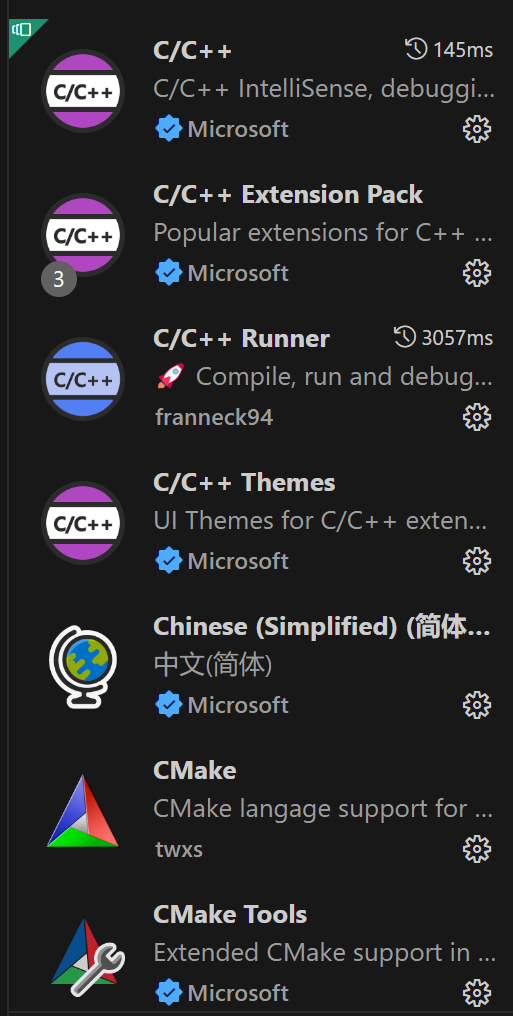 C/C++
145ms
C/C++ IntelliSense, debuggi...
C/C++
Microsoft
C/C++ Extension Pack
Popular extensions for C++ ...
C/C++
3
Microsoft
C/C++ Runner
3057ms
🚀 Compile, run and debug...
C/C++
franneck94
C/C++ Themes
UI Themes for C/C++ exten...
C/C++
Microsoft
Chinese (Simplified) (简体...
中文(简体)
Microsoft
CMake
CMake langage support for ...
twxs
CMake Tools
Extended CMake support in ...
Microsoft